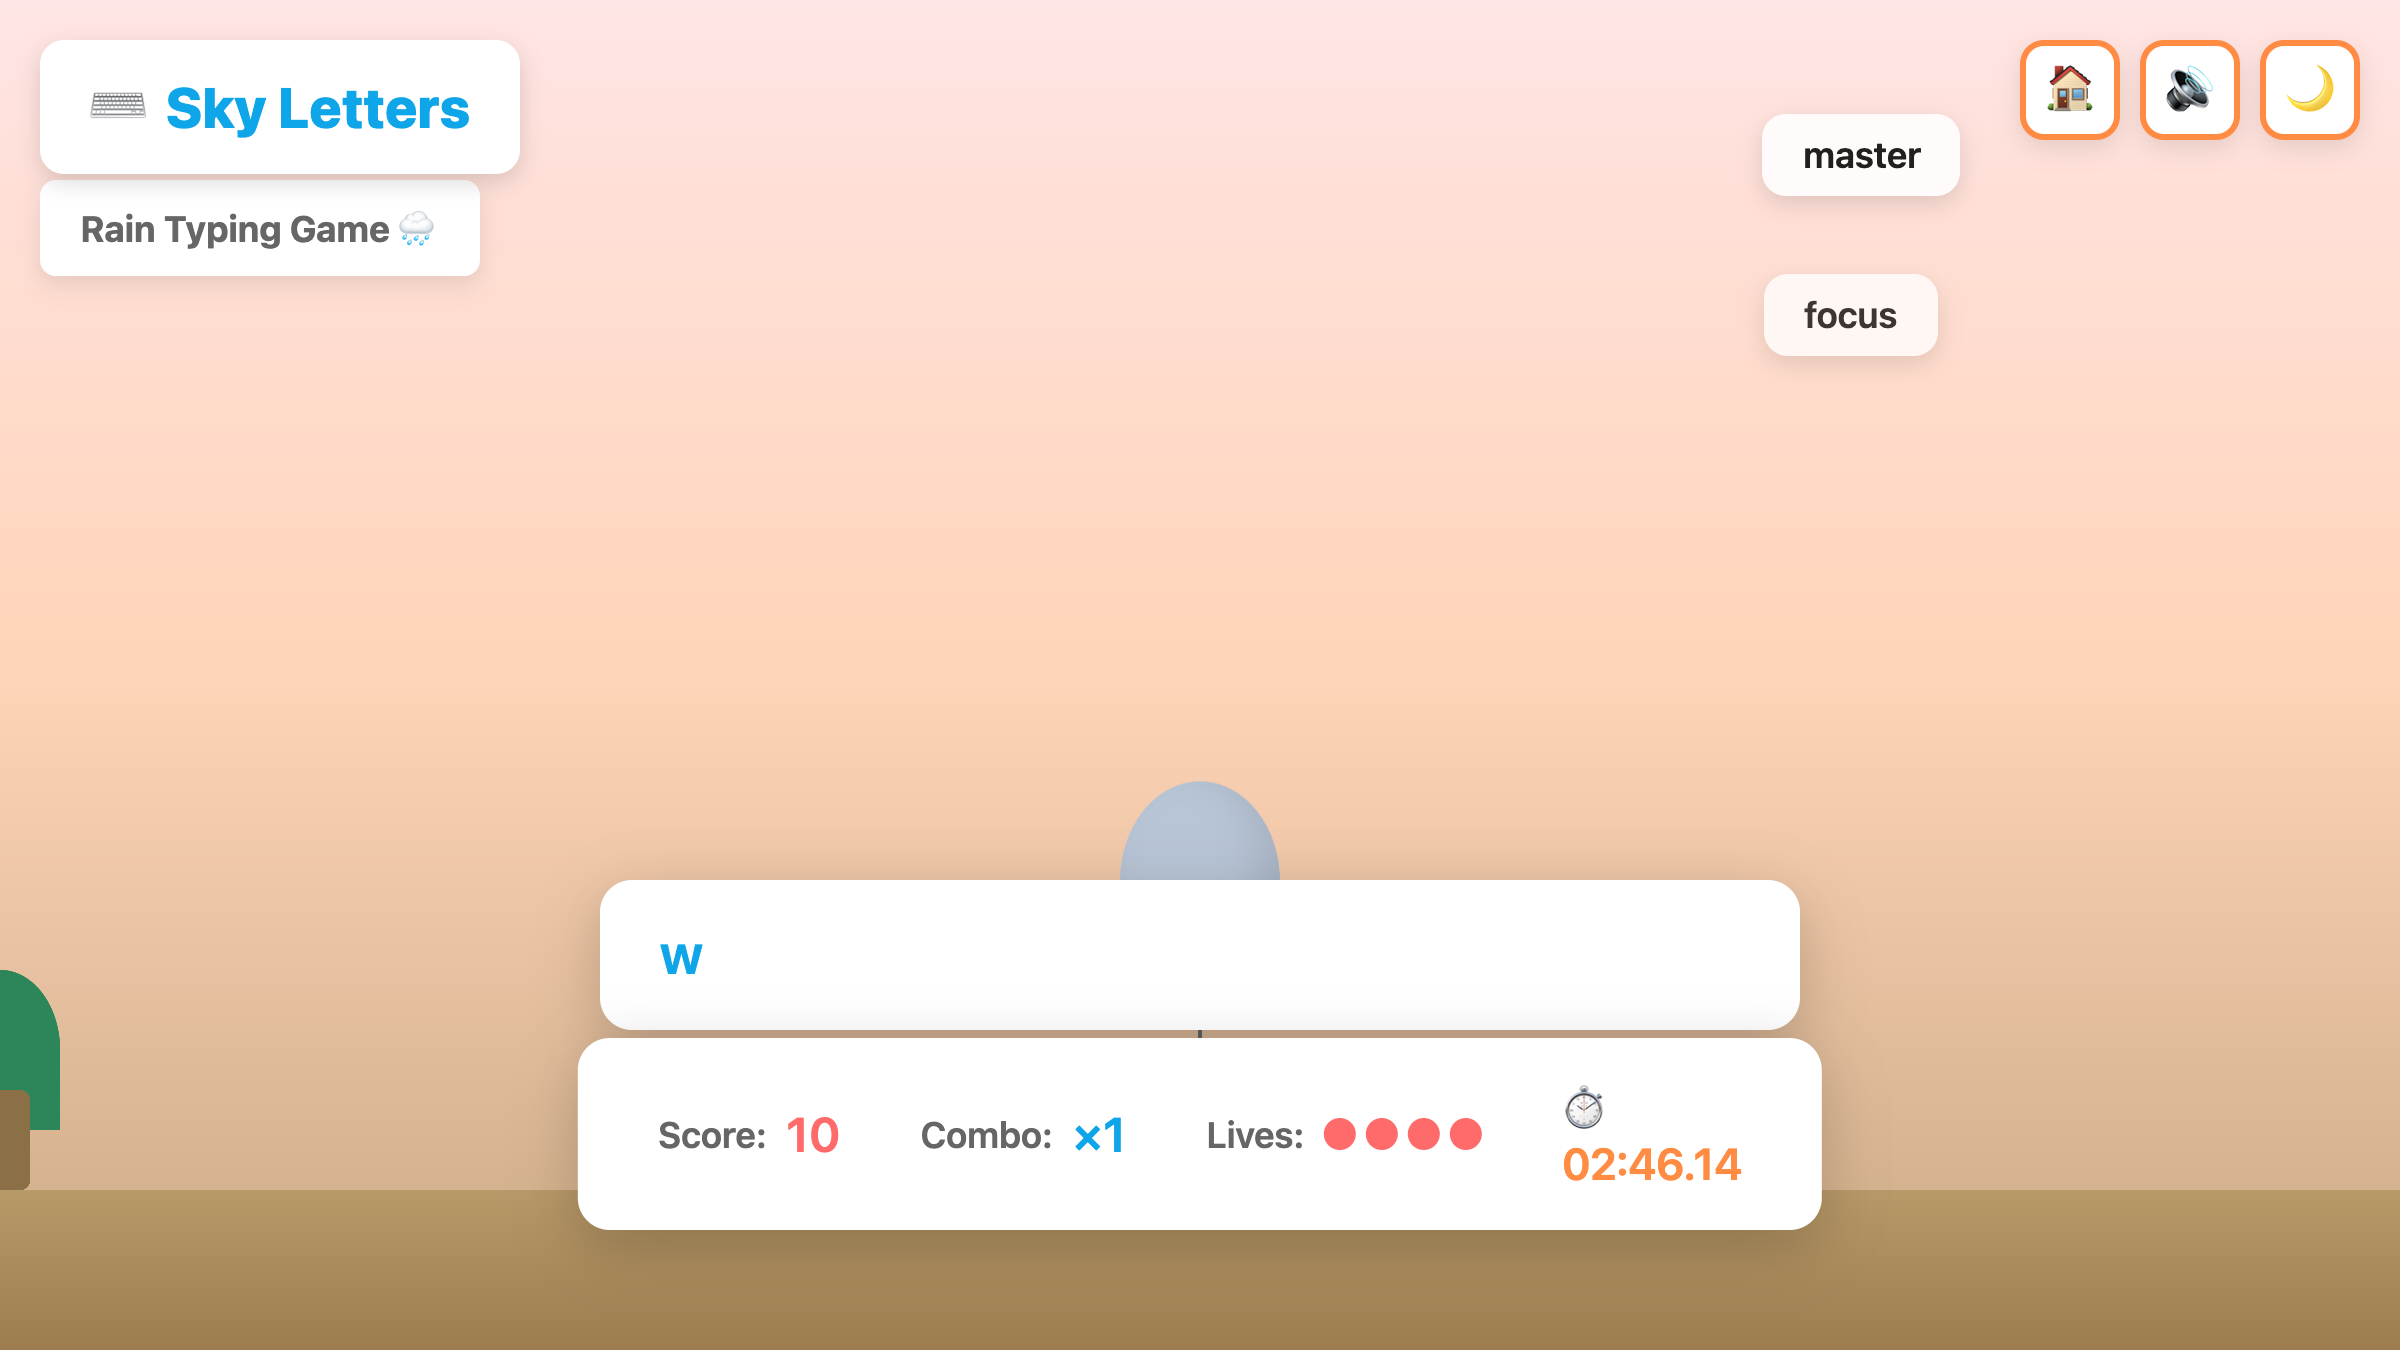 Sky Letters
Rain Typing Game
master
focus
w
Score: 10
Combo: ×1
Lives:
02:46.14